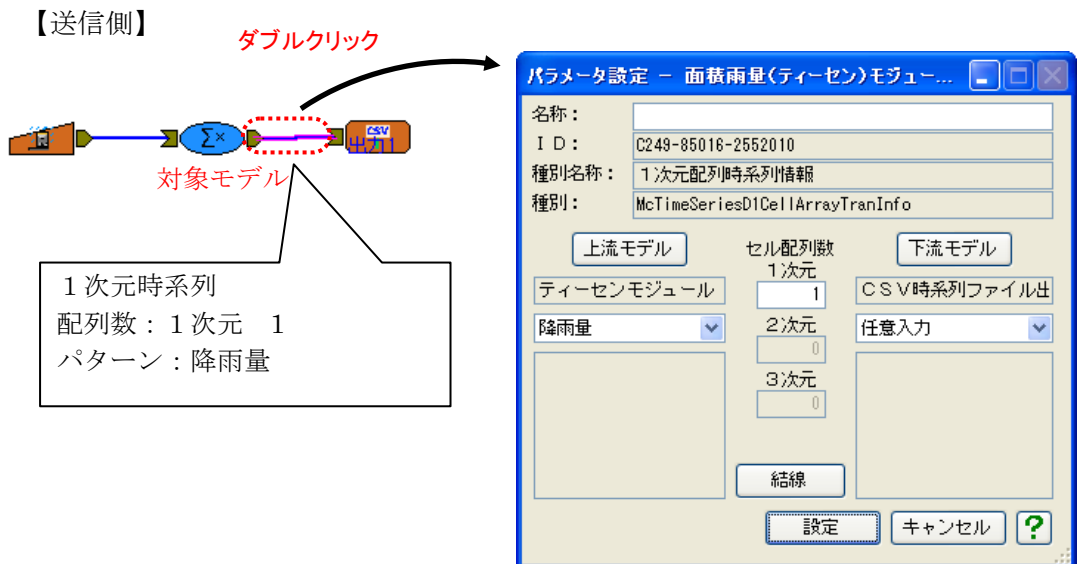 【送信側】
ダブルクリック
Σ×
CSV
出力1
対象モデル
１次元時系列
配列数：１次元　1
パターン：降雨量
パラメータ設定 － 面積雨量(ティーセン)モジュー...
名称：
ＩＤ：
C249-85016-2552010
種別名称：
１次元配列時系列情報
種別：
McTimeSeriesD1CellArrayTranInfo
上流モデル
セル配列数
下流モデル
１次元
ティーセンモジュール
1
ＣＳＶ時系列ファイル出
降雨量
２次元
任意入力
0
３次元
0
結線
設定
キャンセル
?